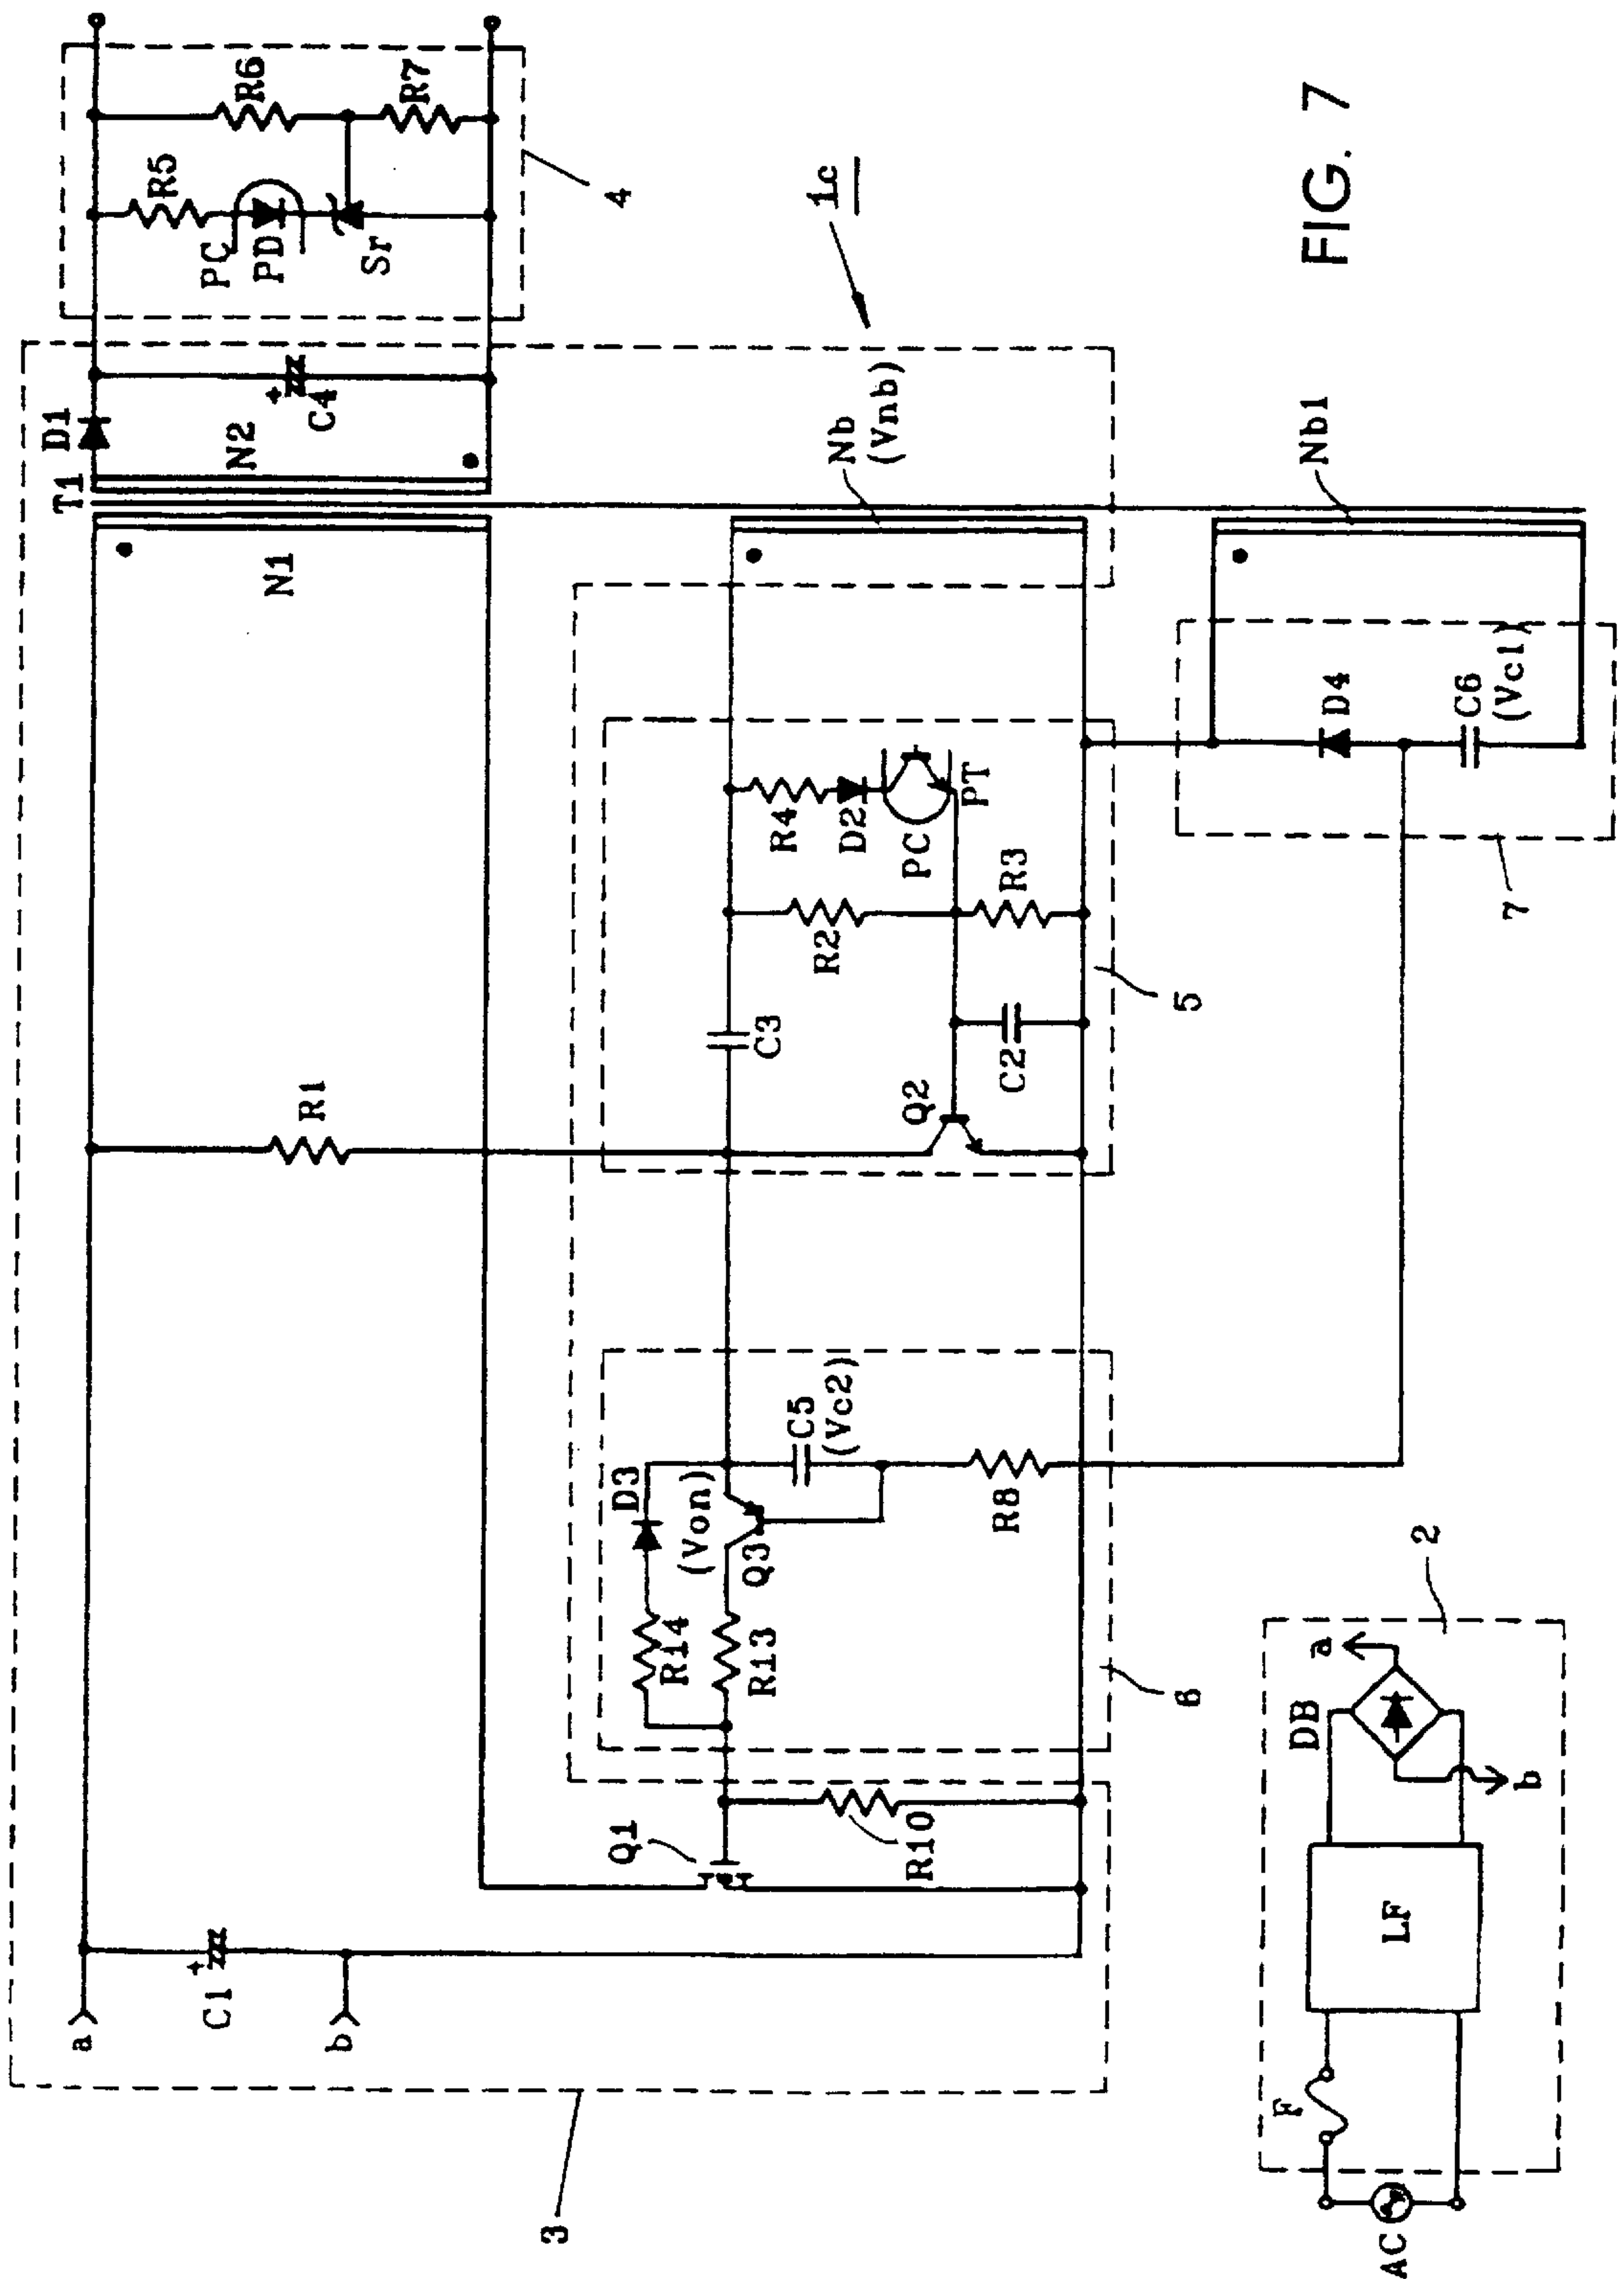 FIG. 7
1c
T1
D1
N1
N2
C4
+
R5
R6
PC
PD
Sr
R7
4
a
C1
+
b
R1
3
Q1
R10
D3
R14
(Von)
Q3
R13
C5
(Vc2)
R8
6
C3
Q2
C2
R2
R3
R4
D2
PC
PT
5
Nb
(Vnb)
Nb1
D4
C6
(Vc1)
7
AC
F
LF
DB
a
b
2